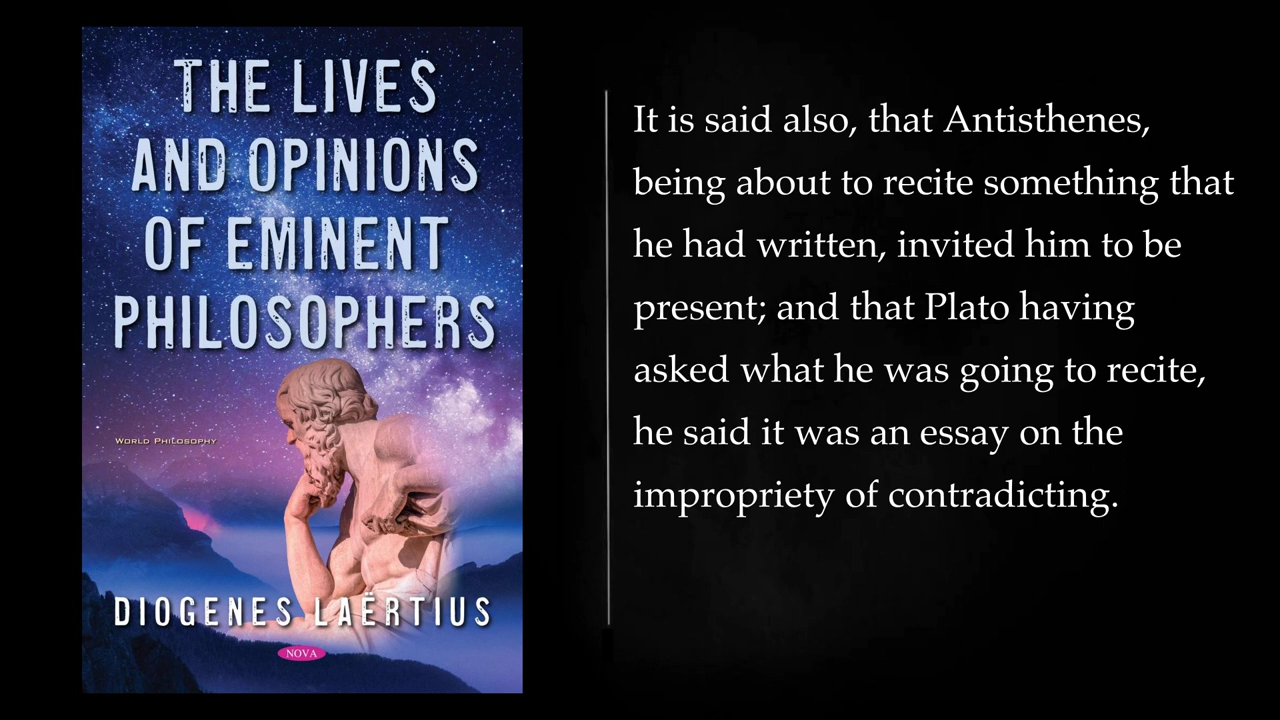 THE LIVES
AND OPINIONS
OF EMINENT
PHILOSOPHERS
WORLD PHILOSOPHY
DIOGENES LAËRTIUS
NOVA
It is said also, that Antisthenes,
being about to recite something that
he had written, invited him to be
present; and that Plato having
asked what he was going to recite,
he said it was an essay on the
impropriety of contradicting.